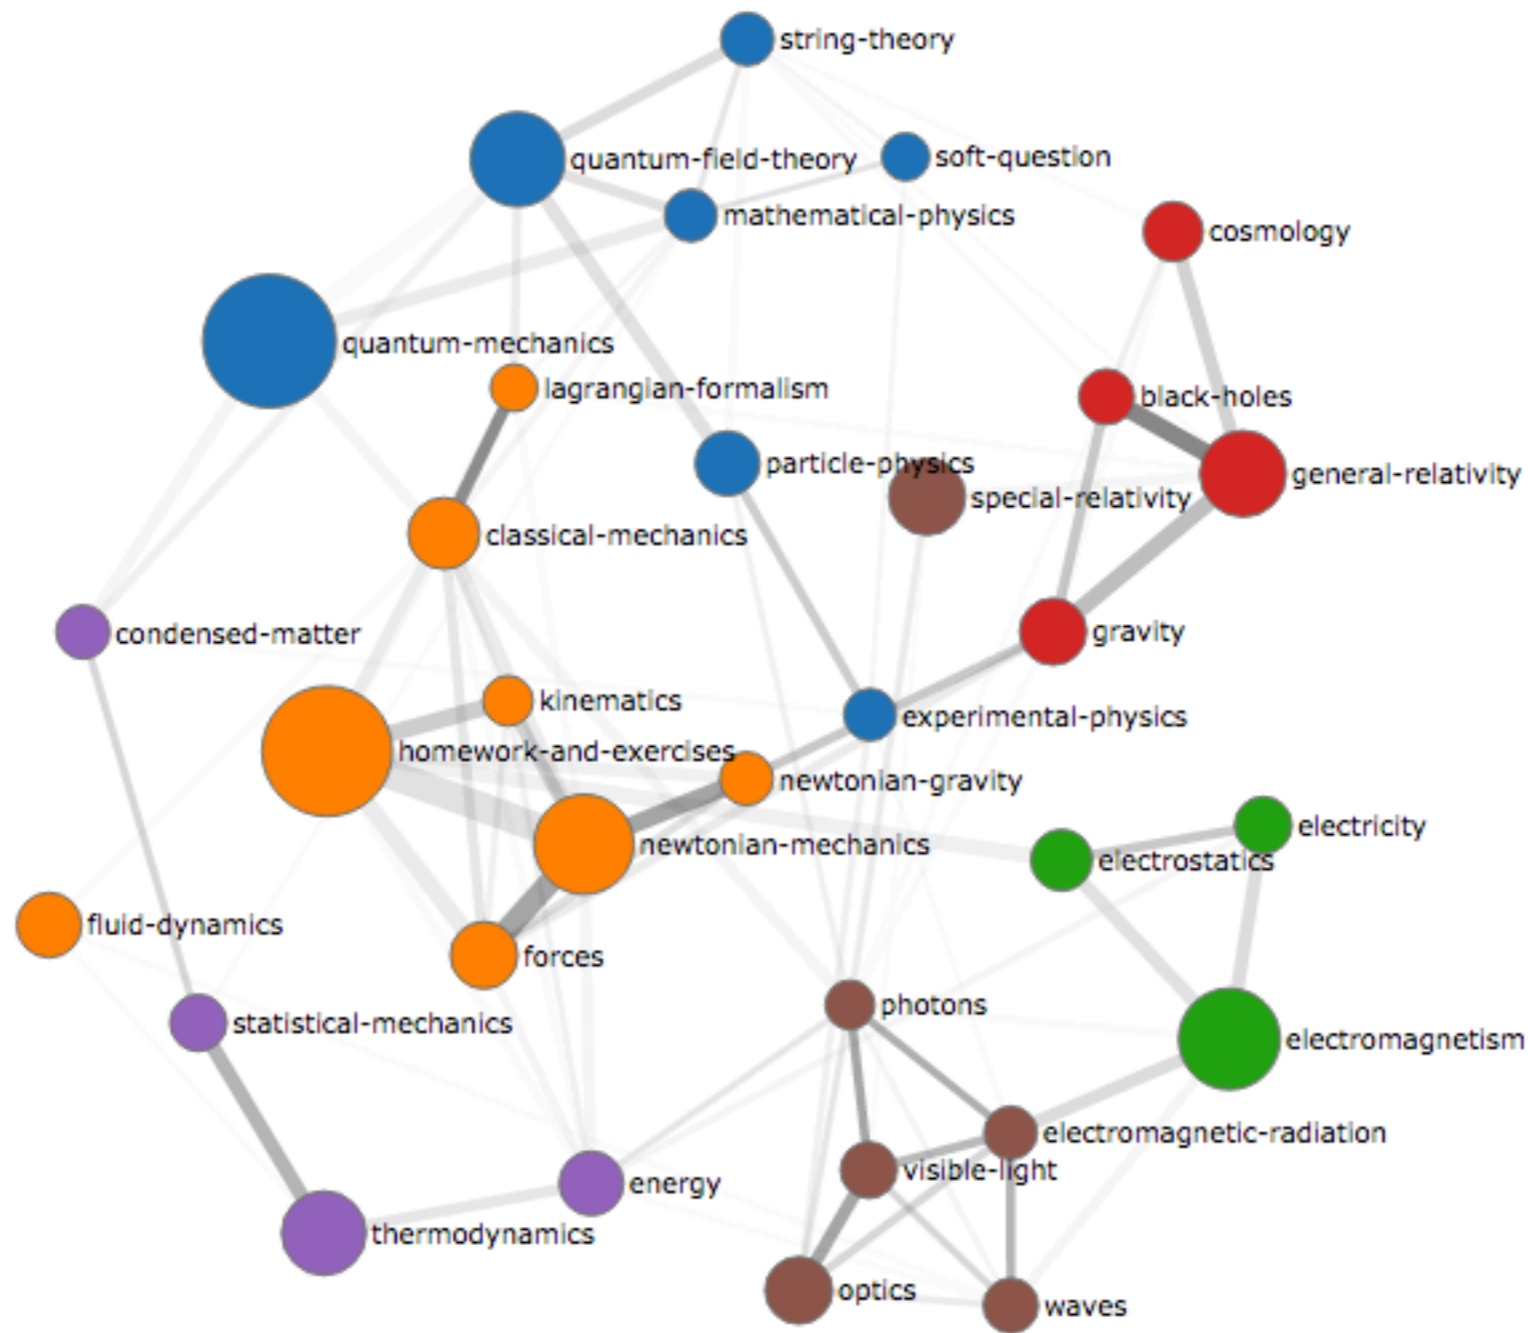 string-theory
quantum-field-theory
soft-question
mathematical-physics
cosmology
quantum-mechanics
lagrangian-formalism
black-holes
particle-physics
general-relativity
special-relativity
classical-mechanics
condensed-matter
gravity
kinematics
experimental-physics
homework-and-exercises
newtonian-gravity
electricity
newtonian-mechanics
electrostatics
fluid-dynamics
forces
photons
statistical-mechanics
electromagnetism
electromagnetic-radiation
visible-light
energy
thermodynamics
optics
waves